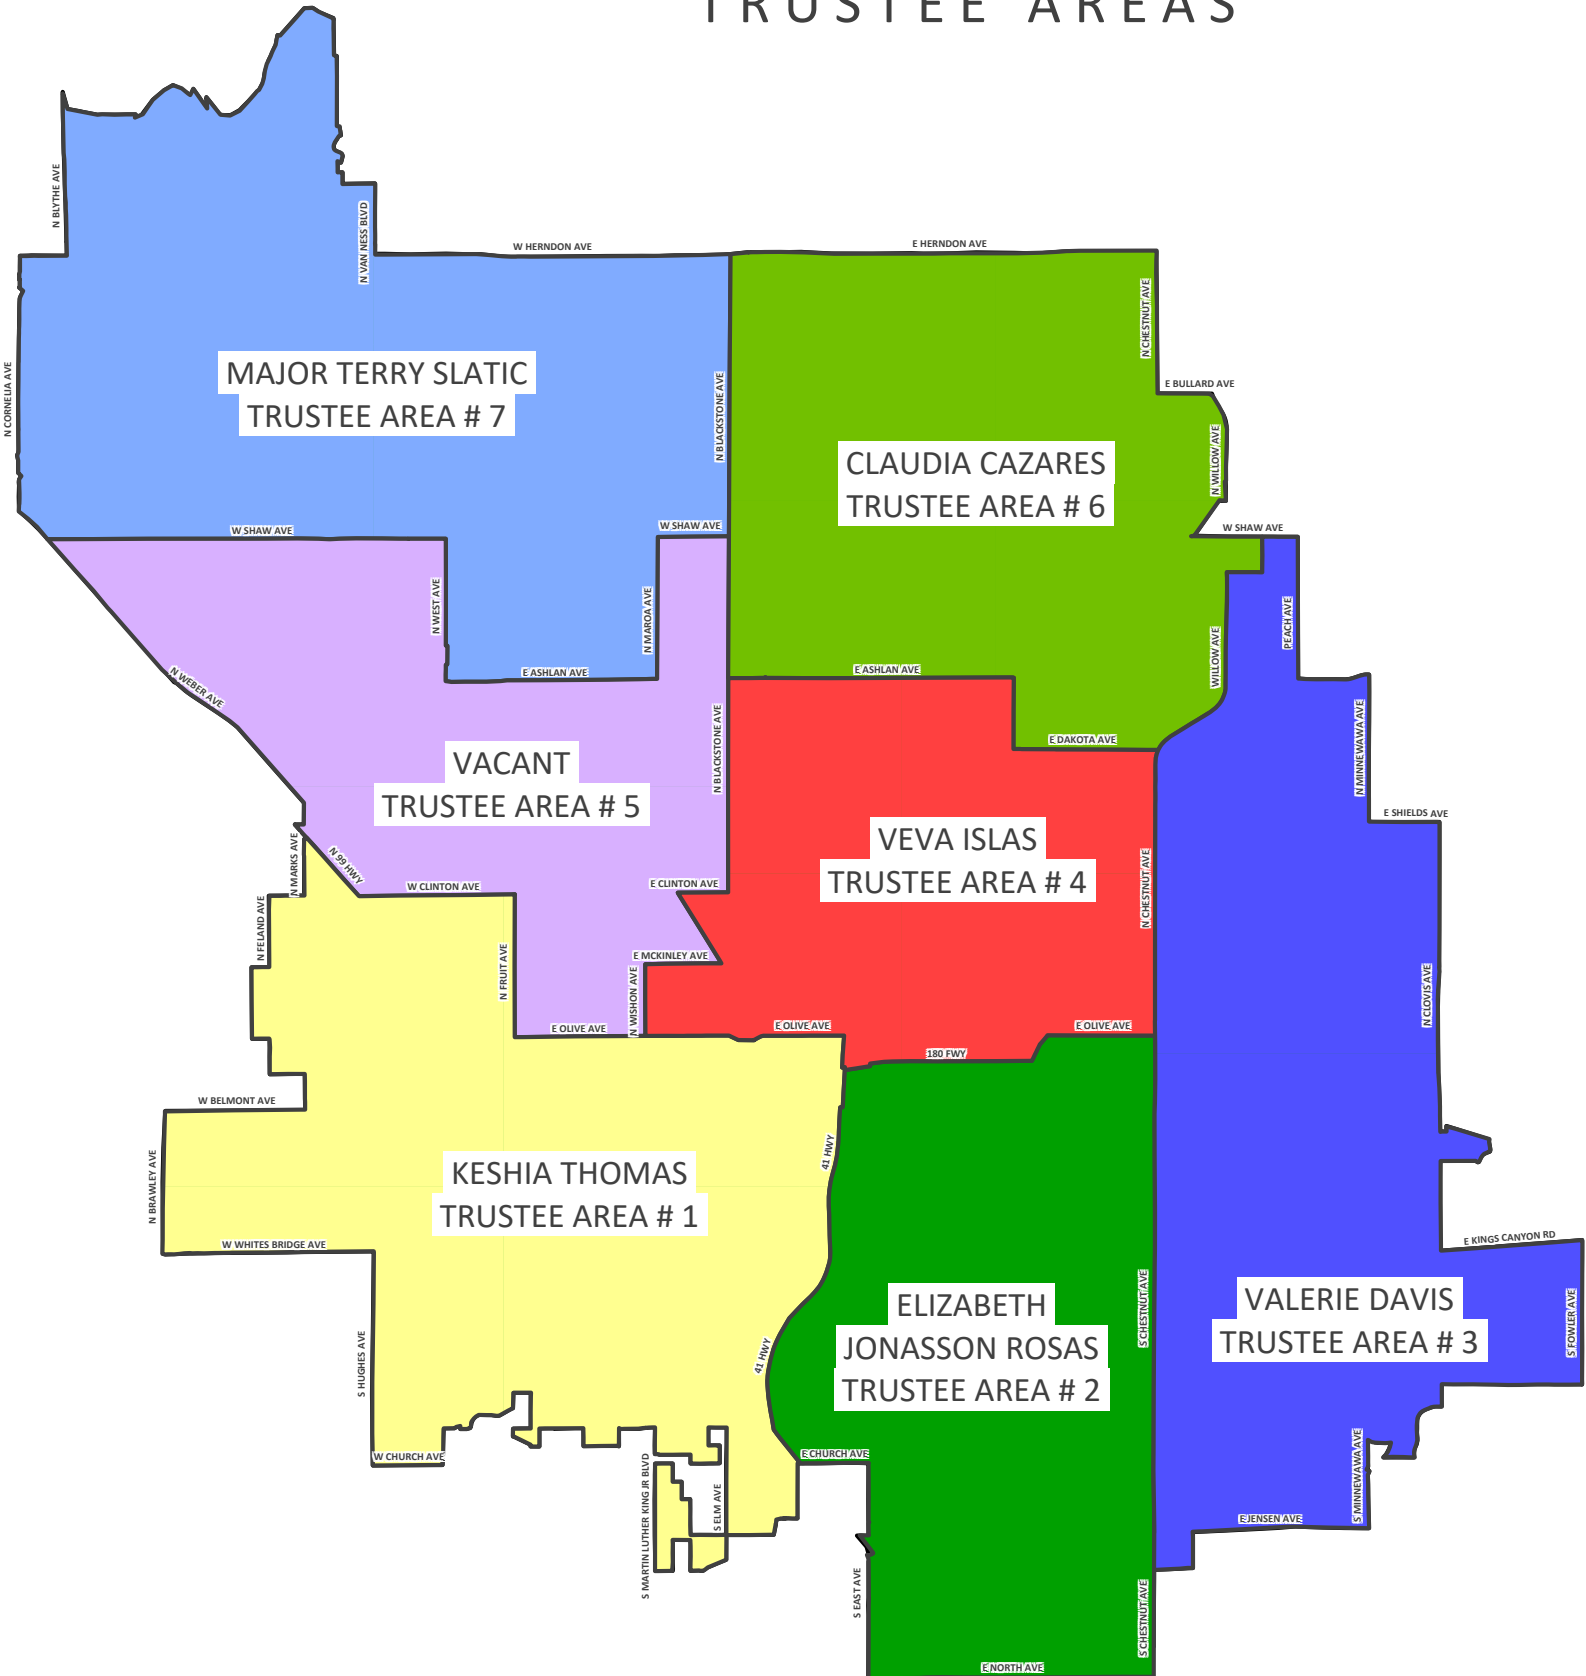 TRUSTEE AREAS
N BLYTHE AVE
N VAN NESS BLVD
W HERNDON AVE
E HERNDON AVE
N CORNELIA AVE
MAJOR TERRY SLATIC
TRUSTEE AREA # 7
N BLACKSTONE AVE
N CHESTNUT AVE
E BULLARD AVE
N WILLOW AVE
CLAUDIA CAZARES
TRUSTEE AREA # 6
W SHAW AVE
W SHAW AVE
W SHAW AVE
N WEST AVE
N MAROA AVE
E ASHLAN AVE
E ASHLAN AVE
WILLOW AVE
PEACH AVE
N WEBER AVE
E DAKOTA AVE
N BLACKSTONE AVE
N MINNEWAWA AVE
VACANT
TRUSTEE AREA # 5
E SHIELDS AVE
VEVA ISLAS
TRUSTEE AREA # 4
N MARKS AVE
N 99 HWY
W CLINTON AVE
E CLINTON AVE
N CHESTNUT AVE
N FELAND AVE
N FRUIT AVE
E MCKINLEY AVE
N WISHON AVE
N CLOVIS AVE
E OLIVE AVE
E OLIVE AVE
E OLIVE AVE
180 FWY
W BELMONT AVE
41 HWY
N BRAWLEY AVE
KESHIA THOMAS
TRUSTEE AREA # 1
W WHITES BRIDGE AVE
E KINGS CANYON RD
S HUGHES AVE
41 HWY
ELIZABETH
JONASSON ROSAS
TRUSTEE AREA # 2
S CHESTNUT AVE
VALERIE DAVIS
TRUSTEE AREA # 3
S FOWLER AVE
W CHURCH AVE
E CHURCH AVE
S MARTIN LUTHER KING JR BLVD
S ELM AVE
S MINNEWAWA AVE
E JENSEN AVE
S EAST AVE
S CHESTNUT AVE
E NORTH AVE